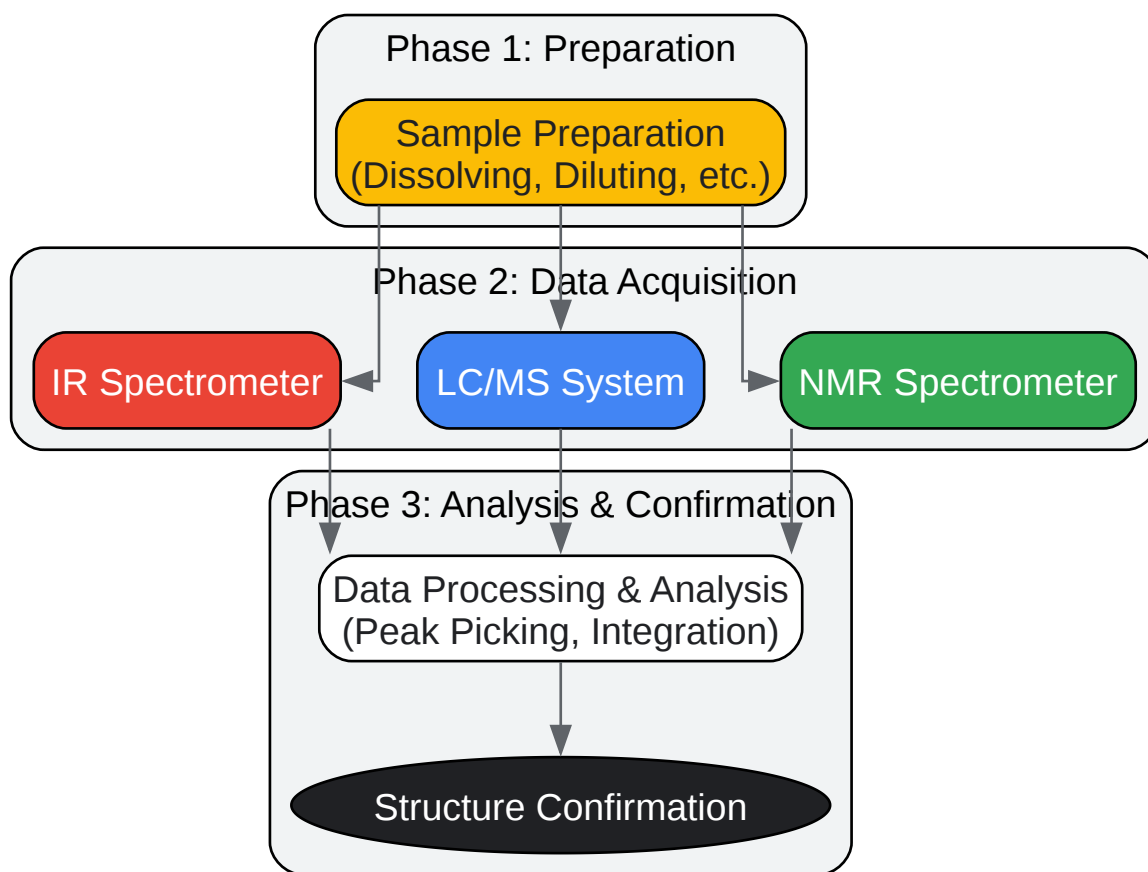 Phase 1: Preparation
Sample Preparation
(Dissolving, Diluting, etc.)
Phase 2: Data Acquisition
IR Spectrometer
LC/MS System
NMR Spectrometer
Phase 3: Analysis & Confirmation
Data Processing & Analysis
(Peak Picking, Integration)
Structure Confirmation